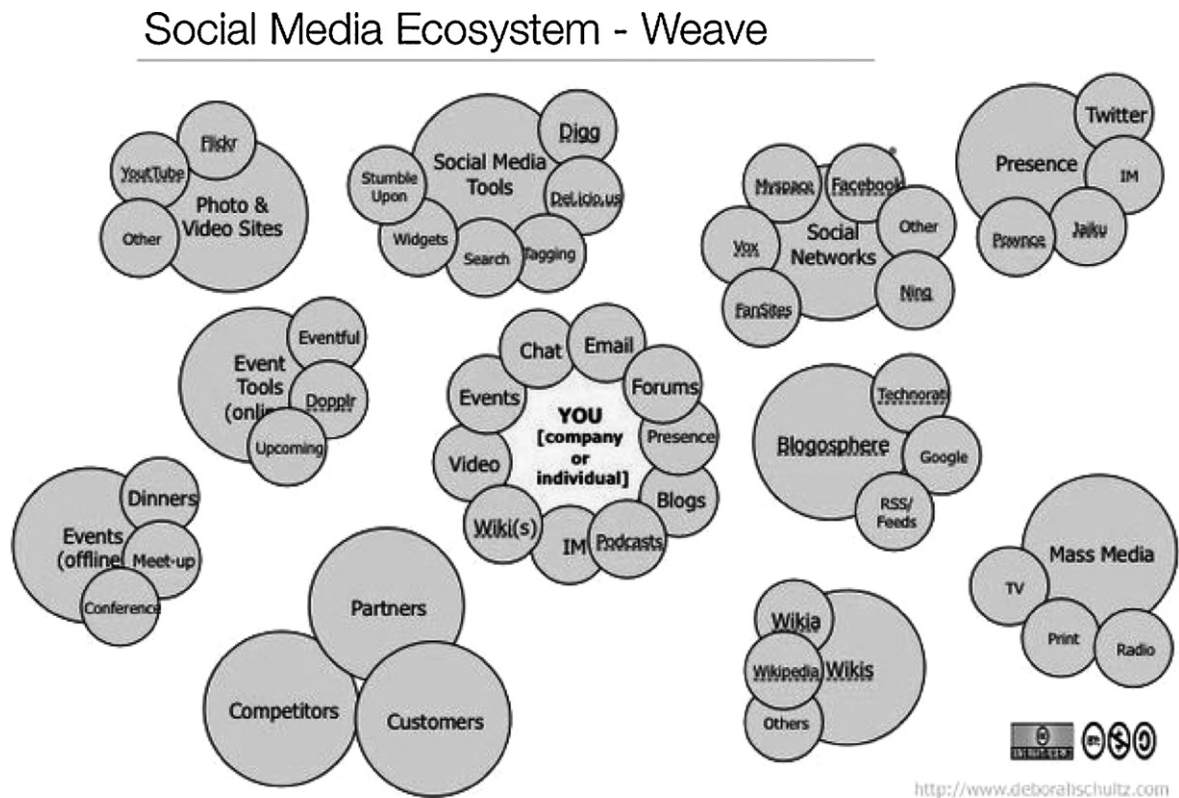 Social Media Ecosystem - Weave
Flickr
YoutTube
Other
Photo &
Video Sites
Digg
Social Media
Tools
Stumble
Upon
Del.icio.us
Widgets
Search
Tagging
Myspace
Facebook
Other
Vox
Social
Networks
FanSites
Ning
Twitter
Presence
IM
Jaiku
Pownce
Eventful
Event
Tools
(onlin
Dopplr
Upcoming
Chat
Email
Events
Forums
YOU
[company
or
individual]
Presence
Video
Blogs
Wiki(s)
IM
Podcasts
Technorati
Blogosphere
Google
RSS/
Feeds
Dinners
Events
(offline
Meet-up
Conference
Mass Media
TV
Print
Radio
Partners
Competitors
Customers
Wikia
Wikipedia
Wikis
Others
cc
http://www.deborahschultz.com